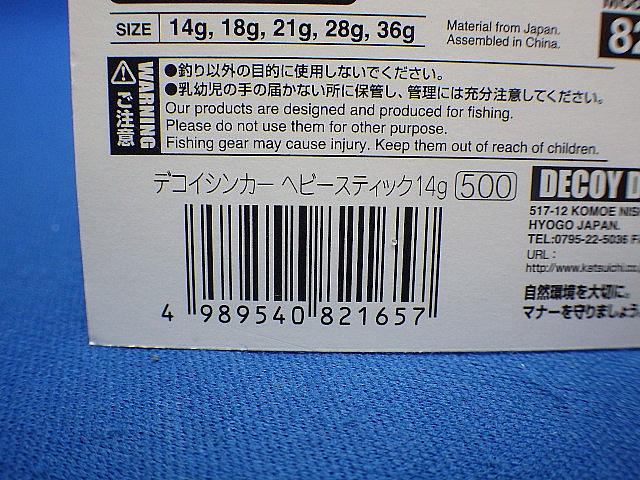 SIZE 14g, 18g, 21g, 28g, 36g
Material from Japan.
Assembled in China.
82
WARNING
ご注意
●釣り以外の目的に使用しないでください。
●乳幼児の手の届かない所に保管し、管理には充分注意してください。
Our products are designed and produced for fishing.
Please do not use them for other purpose.
Fishing gear may cause injury. Keep them out of reach of children.
デコイシンカー ヘビースティック14g 500
4 989540 821657
DECOY
517-12 KOMOE
HYOGO JAPAN.
TEL:0795-22-5036
URL :
http://www.katsuichi.co
自然環境を大切に。
マナーを守りましょう